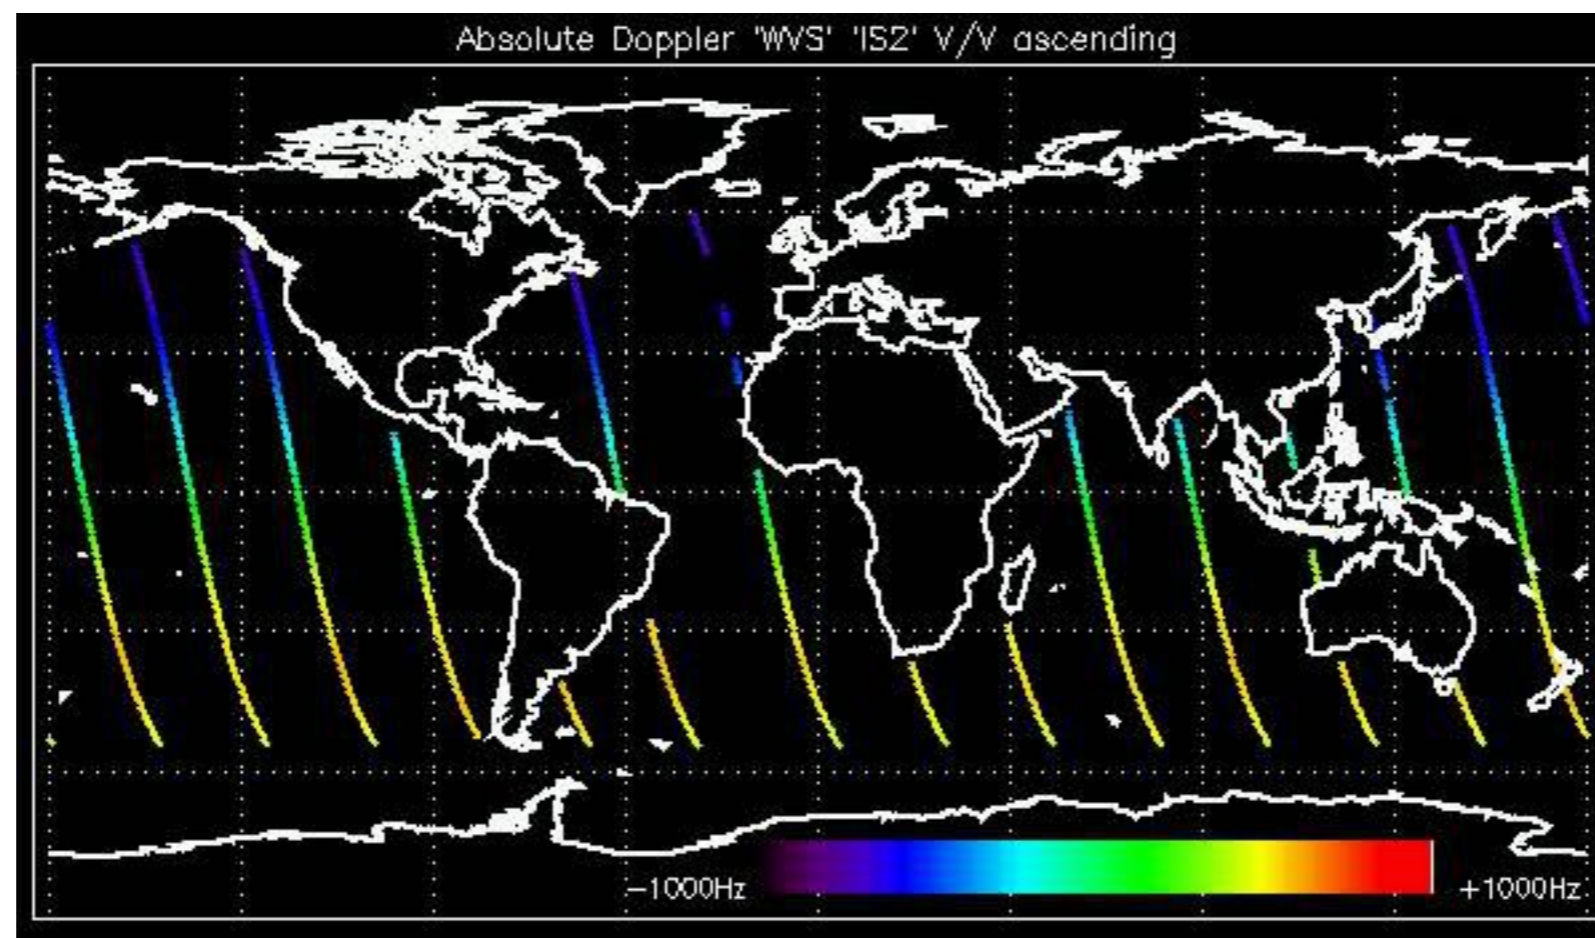 Absolute Doppler 'WVS' 'IS2' V/V ascending
−1000Hz +1000Hz